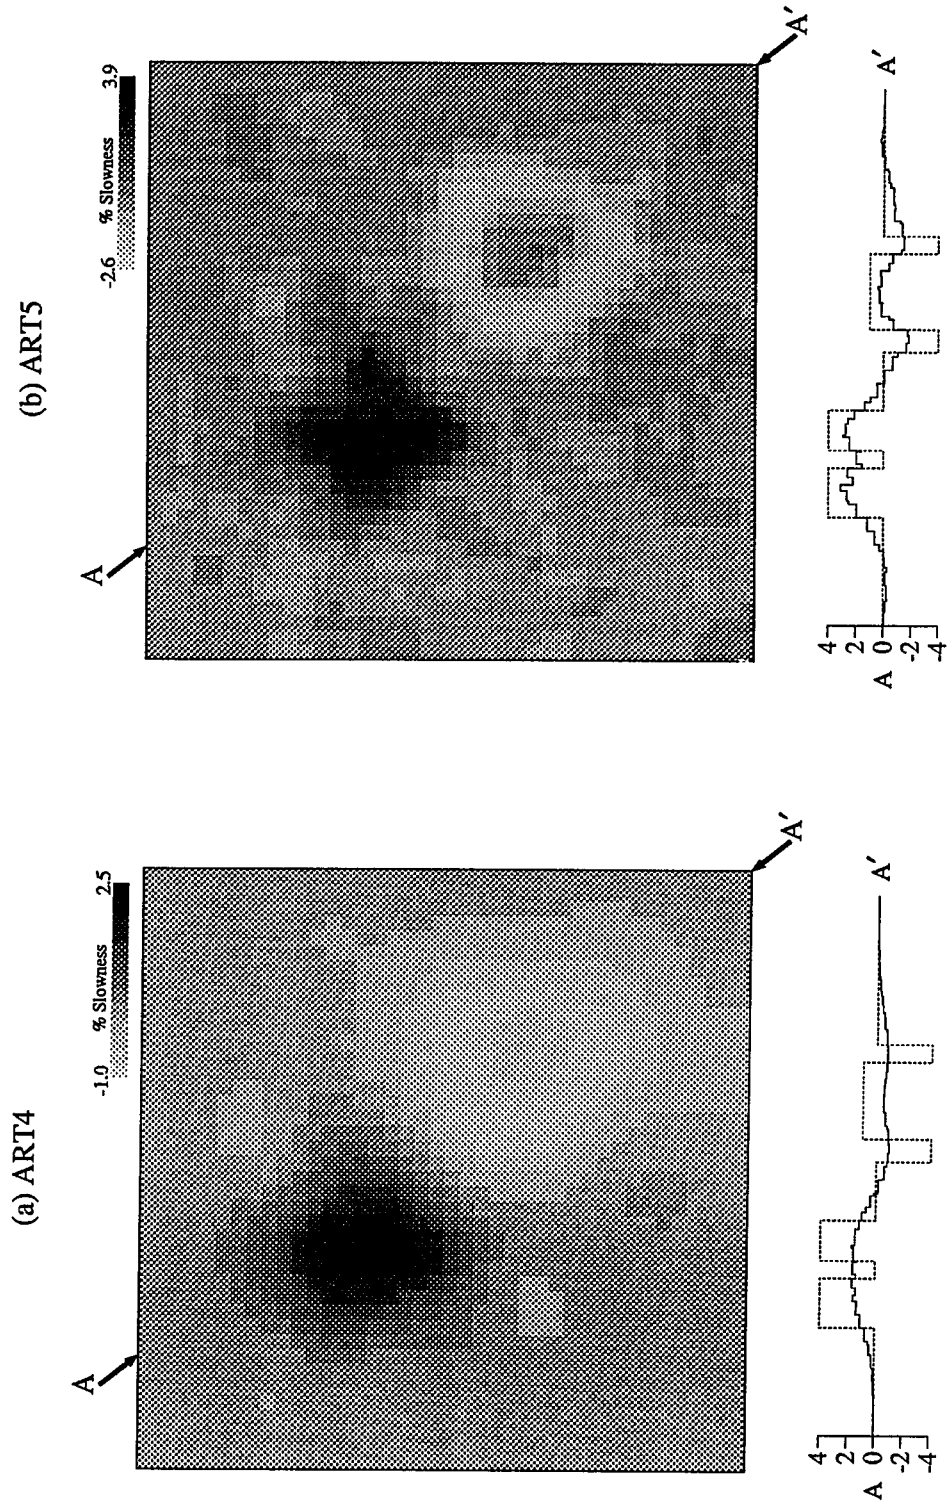 (a) ART4
% Slowness
-1.0 2.5
A
A′
4
2
0
-2
-4
A A′
(b) ART5
% Slowness
-2.6 3.9
A
A′
4
2
0
-2
-4
A A′